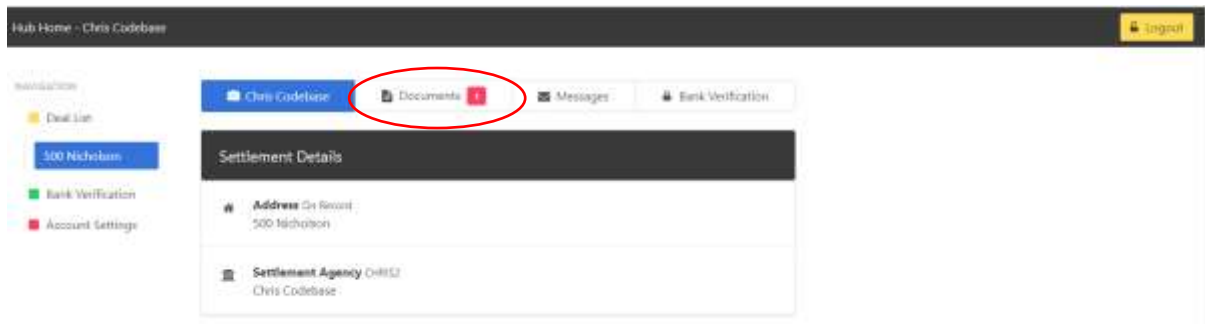 Hub Home - Chris Codebase
Logout
NAVIGATION
Chris Codebase
Documents
Messages
Bank Verification
Deal List
500 Nicholson
Settlement Details
Bank Verification
Address On Record
500 Nicholson
Account Settings
Settlement Agency CHRIS2
Chris Codebase